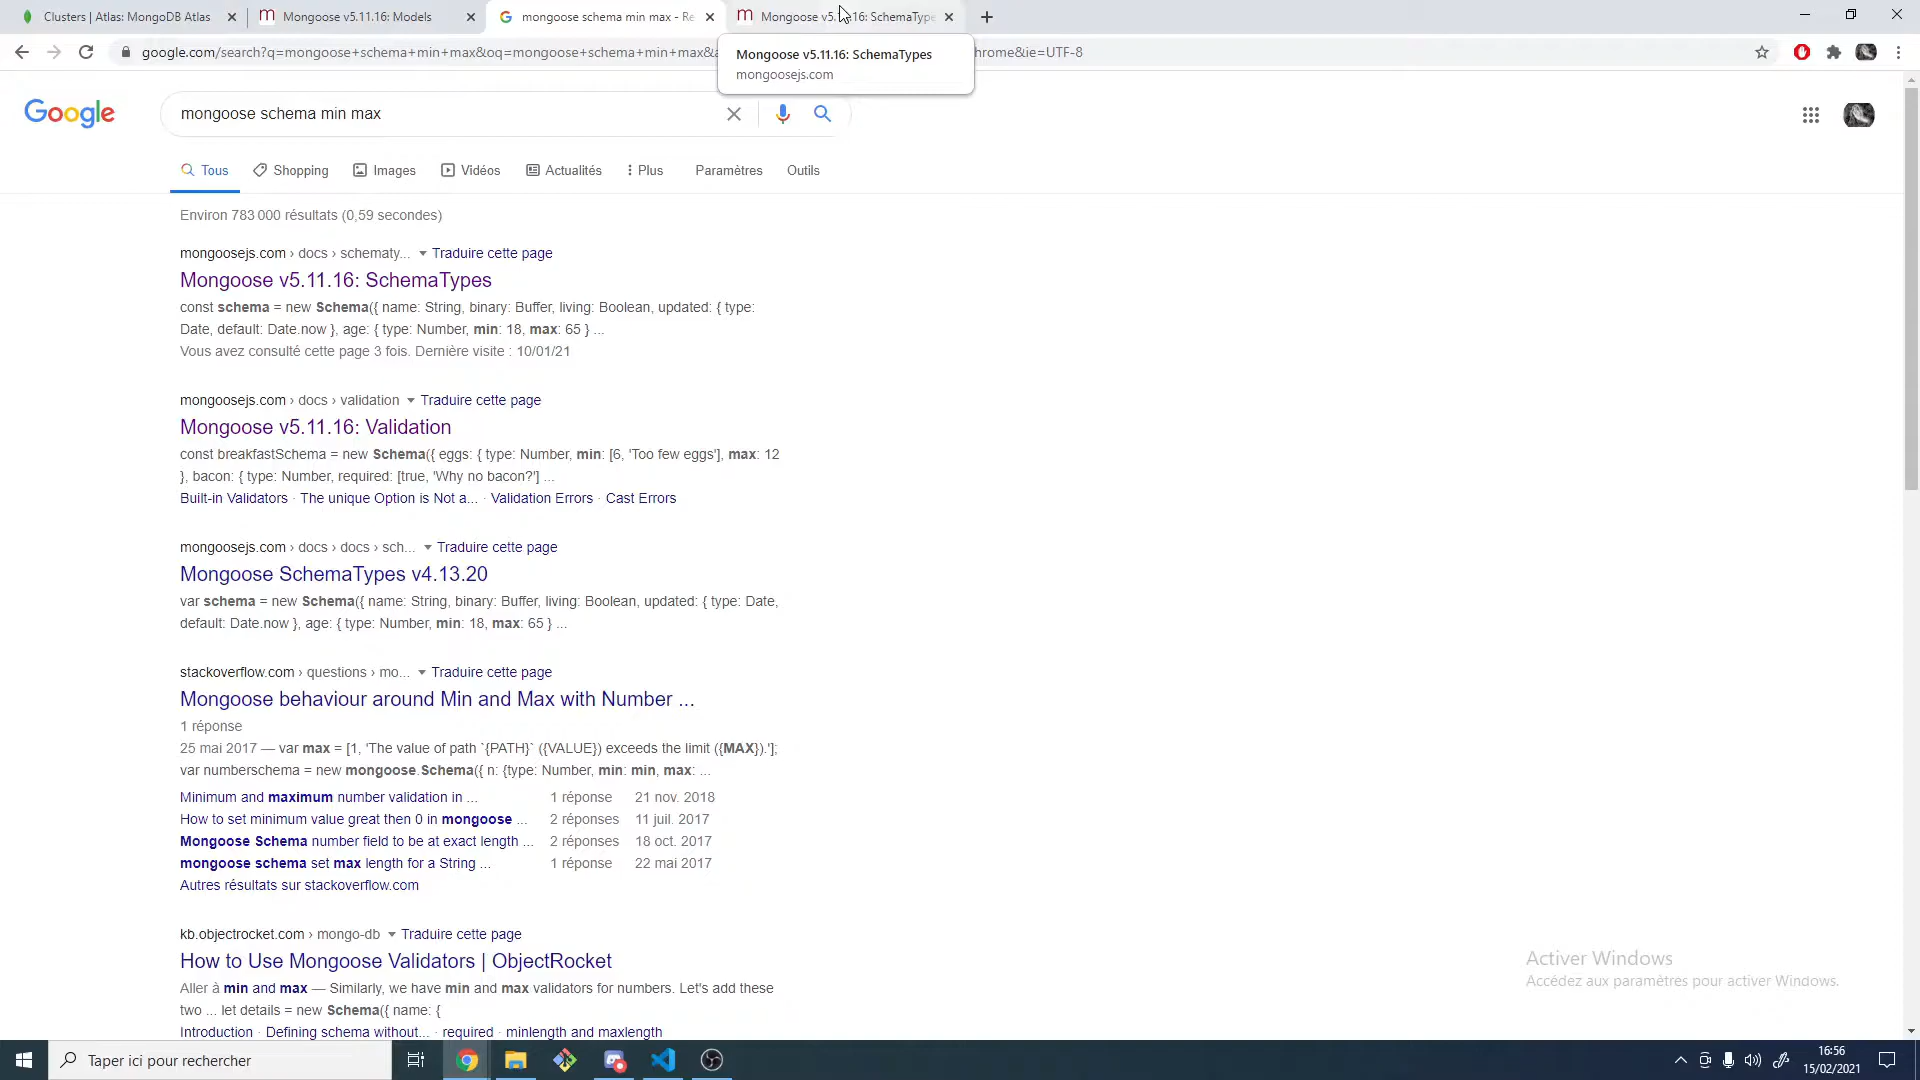 Clusters | Atlas: MongoDB Atlas
Mongoose v5.11.16: Models
mongoose schema min max - Re
Mongoose v5.11.16: SchemaType
google.com/search?q=mongoose+schema+min+max&oq=mongoose+schema+min+max&
hrome&ie=UTF-8
Mongoose v5.11.16: SchemaTypes
mongoosejs.com
Google
mongoose schema min max
Tous
Shopping
Images
Vidéos
Actualités
Plus
Paramètres
Outils
Environ 783 000 résultats (0,59 secondes)
mongoosejs.com › docs › schematy... Traduire cette page
Mongoose v5.11.16: SchemaTypes
const schema = new Schema({ name: String, binary: Buffer, living: Boolean, updated: { type:
Date, default: Date.now }, age: { type: Number, min: 18, max: 65 } ...
Vous avez consulté cette page 3 fois. Dernière visite : 10/01/21
mongoosejs.com › docs › validation Traduire cette page
Mongoose v5.11.16: Validation
const breakfastSchema = new Schema({ eggs: { type: Number, min: [6, 'Too few eggs'], max: 12
}, bacon: { type: Number, required: [true, 'Why no bacon?'] ...
Built-in Validators · The unique Option is Not a... · Validation Errors · Cast Errors
mongoosejs.com › docs › docs › sch... Traduire cette page
Mongoose SchemaTypes v4.13.20
var schema = new Schema({ name: String, binary: Buffer, living: Boolean, updated: { type: Date,
default: Date.now }, age: { type: Number, min: 18, max: 65 } ...
stackoverflow.com › questions › mo... Traduire cette page
Mongoose behaviour around Min and Max with Number ...
1 réponse
25 mai 2017 — var max = [1, 'The value of path `{PATH}` ({VALUE}) exceeds the limit ({MAX}).'];
var numberschema = new mongoose.Schema({ n: {type: Number, min: min, max: ...
Minimum and maximum number validation in ... 1 réponse 21 nov. 2018
How to set minimum value great then 0 in mongoose ... 2 réponses 11 juil. 2017
Mongoose Schema number field to be at exact length ... 2 réponses 18 oct. 2017
mongoose schema set max length for a String ... 1 réponse 22 mai 2017
Autres résultats sur stackoverflow.com
kb.objectrocket.com › mongo-db Traduire cette page
How to Use Mongoose Validators | ObjectRocket
Aller à min and max — Similarly, we have min and max validators for numbers. Let's add these
two ... let details = new Schema({ name: {
Introduction · Defining schema without... · required · minlength and maxlength
Activer Windows
Accédez aux paramètres pour activer Windows.
Taper ici pour rechercher
16:56
15/02/2021